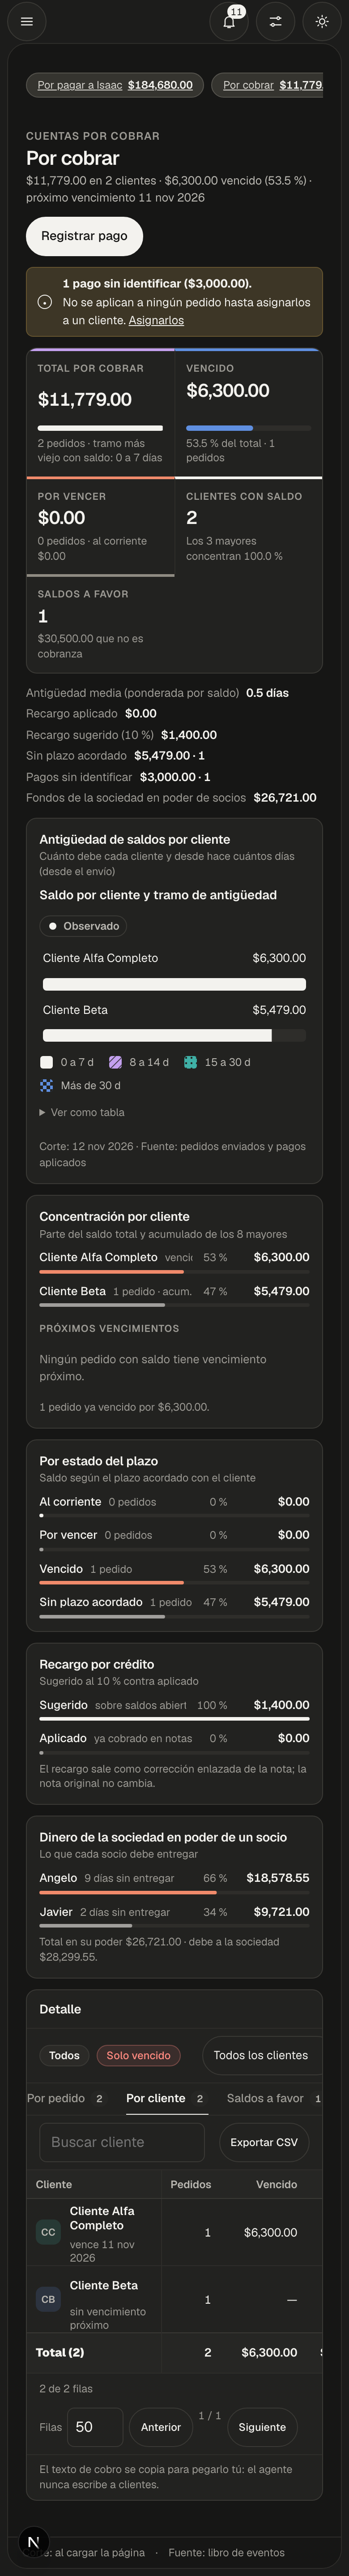 11
Por pagar a Isaac $184,680.00 Por cobrar $11,779.
CUENTAS POR COBRAR
Por cobrar
$11,779.00 en 2 clientes · $6,300.00 vencido (53.5 %) ·
próximo vencimiento 11 nov 2026
Registrar pago
1 pago sin identificar ($3,000.00).
No se aplican a ningún pedido hasta asignarlos
a un cliente. Asignarlos
TOTAL POR COBRAR
$11,779.00
2 pedidos · tramo más
viejo con saldo: 0 a 7 días
VENCIDO
$6,300.00
53.5 % del total · 1
pedidos
POR VENCER
$0.00
0 pedidos · al corriente
$0.00
CLIENTES CON SALDO
2
Los 3 mayores
concentran 100.0 %
SALDOS A FAVOR
1
$30,500.00 que no es
cobranza
Antigüedad media (ponderada por saldo) 0.5 días
Recargo aplicado $0.00
Recargo sugerido (10 %) $1,400.00
Sin plazo acordado $5,479.00 · 1
Pagos sin identificar $3,000.00 · 1
Fondos de la sociedad en poder de socios $26,721.00
Antigüedad de saldos por cliente
Cuánto debe cada cliente y desde hace cuántos días
(desde el envío)
Saldo por cliente y tramo de antigüedad
Observado
Cliente Alfa Completo $6,300.00
Cliente Beta $5,479.00
0 a 7 d 8 a 14 d 15 a 30 d
Más de 30 d
Ver como tabla
Corte: 12 nov 2026 · Fuente: pedidos enviados y pagos
aplicados
Concentración por cliente
Parte del saldo total y acumulado de los 8 mayores
Cliente Alfa Completo 53 % $6,300.00
Cliente Beta 1 pedido · acum. 47 % $5,479.00
PRÓXIMOS VENCIMIENTOS
Ningún pedido con saldo tiene vencimiento
próximo.
1 pedido ya vencido por $6,300.00.
Por estado del plazo
Saldo según el plazo acordado con el cliente
Al corriente 0 pedidos 0 % $0.00
Por vencer 0 pedidos 0 % $0.00
Vencido 1 pedido 53 % $6,300.00
Sin plazo acordado 1 pedido 47 % $5,479.00
Recargo por crédito
Sugerido al 10 % contra aplicado
Sugerido sobre saldos abiert 100 % $1,400.00
Aplicado ya cobrado en notas 0 % $0.00
El recargo sale como corrección enlazada de la nota; la
nota original no cambia.
Dinero de la sociedad en poder de un socio
Lo que cada socio debe entregar
Angelo 9 días sin entregar 66 % $18,578.55
Javier 2 días sin entregar 34 % $9,721.00
Total en su poder $26,721.00 · debe a la sociedad
$28,299.55.
Detalle
Todos Solo vencido Todos los clientes
Por pedido 2 Por cliente 2 Saldos a favor 1
Buscar cliente Exportar CSV
Cliente Pedidos Vencido
CC Cliente Alfa
Completo
vence 11 nov
2026
1 $6,300.00
CB Cliente Beta
sin vencimiento
próximo
1 —
Total (2) 2 $6,300.00
2 de 2 filas
Filas 50 Anterior 1 / 1 Siguiente
El texto de cobro se copia para pegarlo tú: el agente
nunca escribe a clientes.
N
al cargar la página · Fuente: libro de eventos